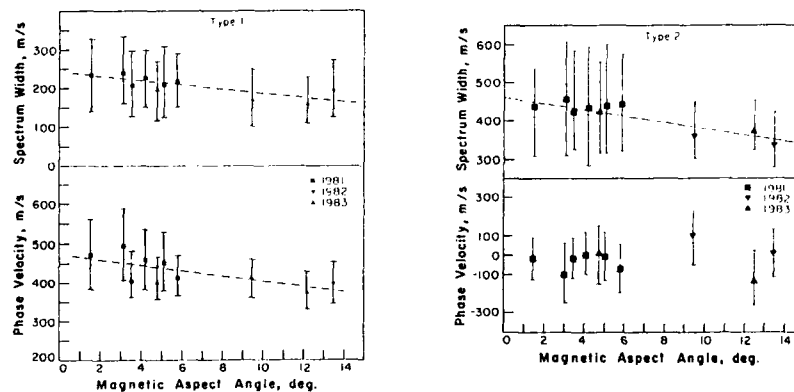 Type 1
Spectrum Width, m/s
300
200
100
0
Phase Velocity, m/s
600
500
400
300
200
1981
1982
1983
0 2 4 6 8 10 12 14
Magnetic Aspect Angle, deg.
Type 2
Spectrum Width, m/s
600
500
400
300
Phase Velocity, m/s
300
100
-100
-300
1981
1982
1983
0 2 4 6 8 10 12 14
Magnetic Aspect Angle, deg.